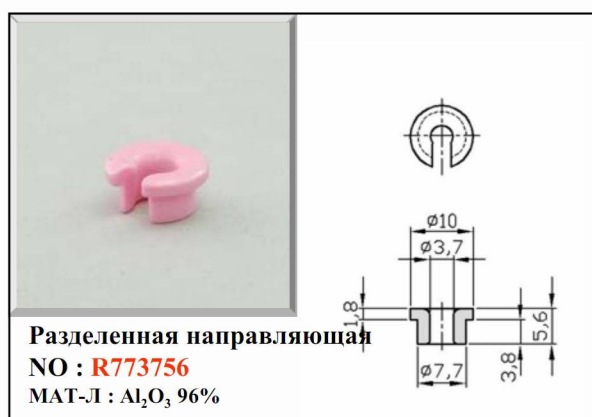 ø10
ø3,7
1,8
5,6
3,8
ø7,7
Разделенная направляющая
NO : R773756
МАТ-Л : Al₂O₃ 96%